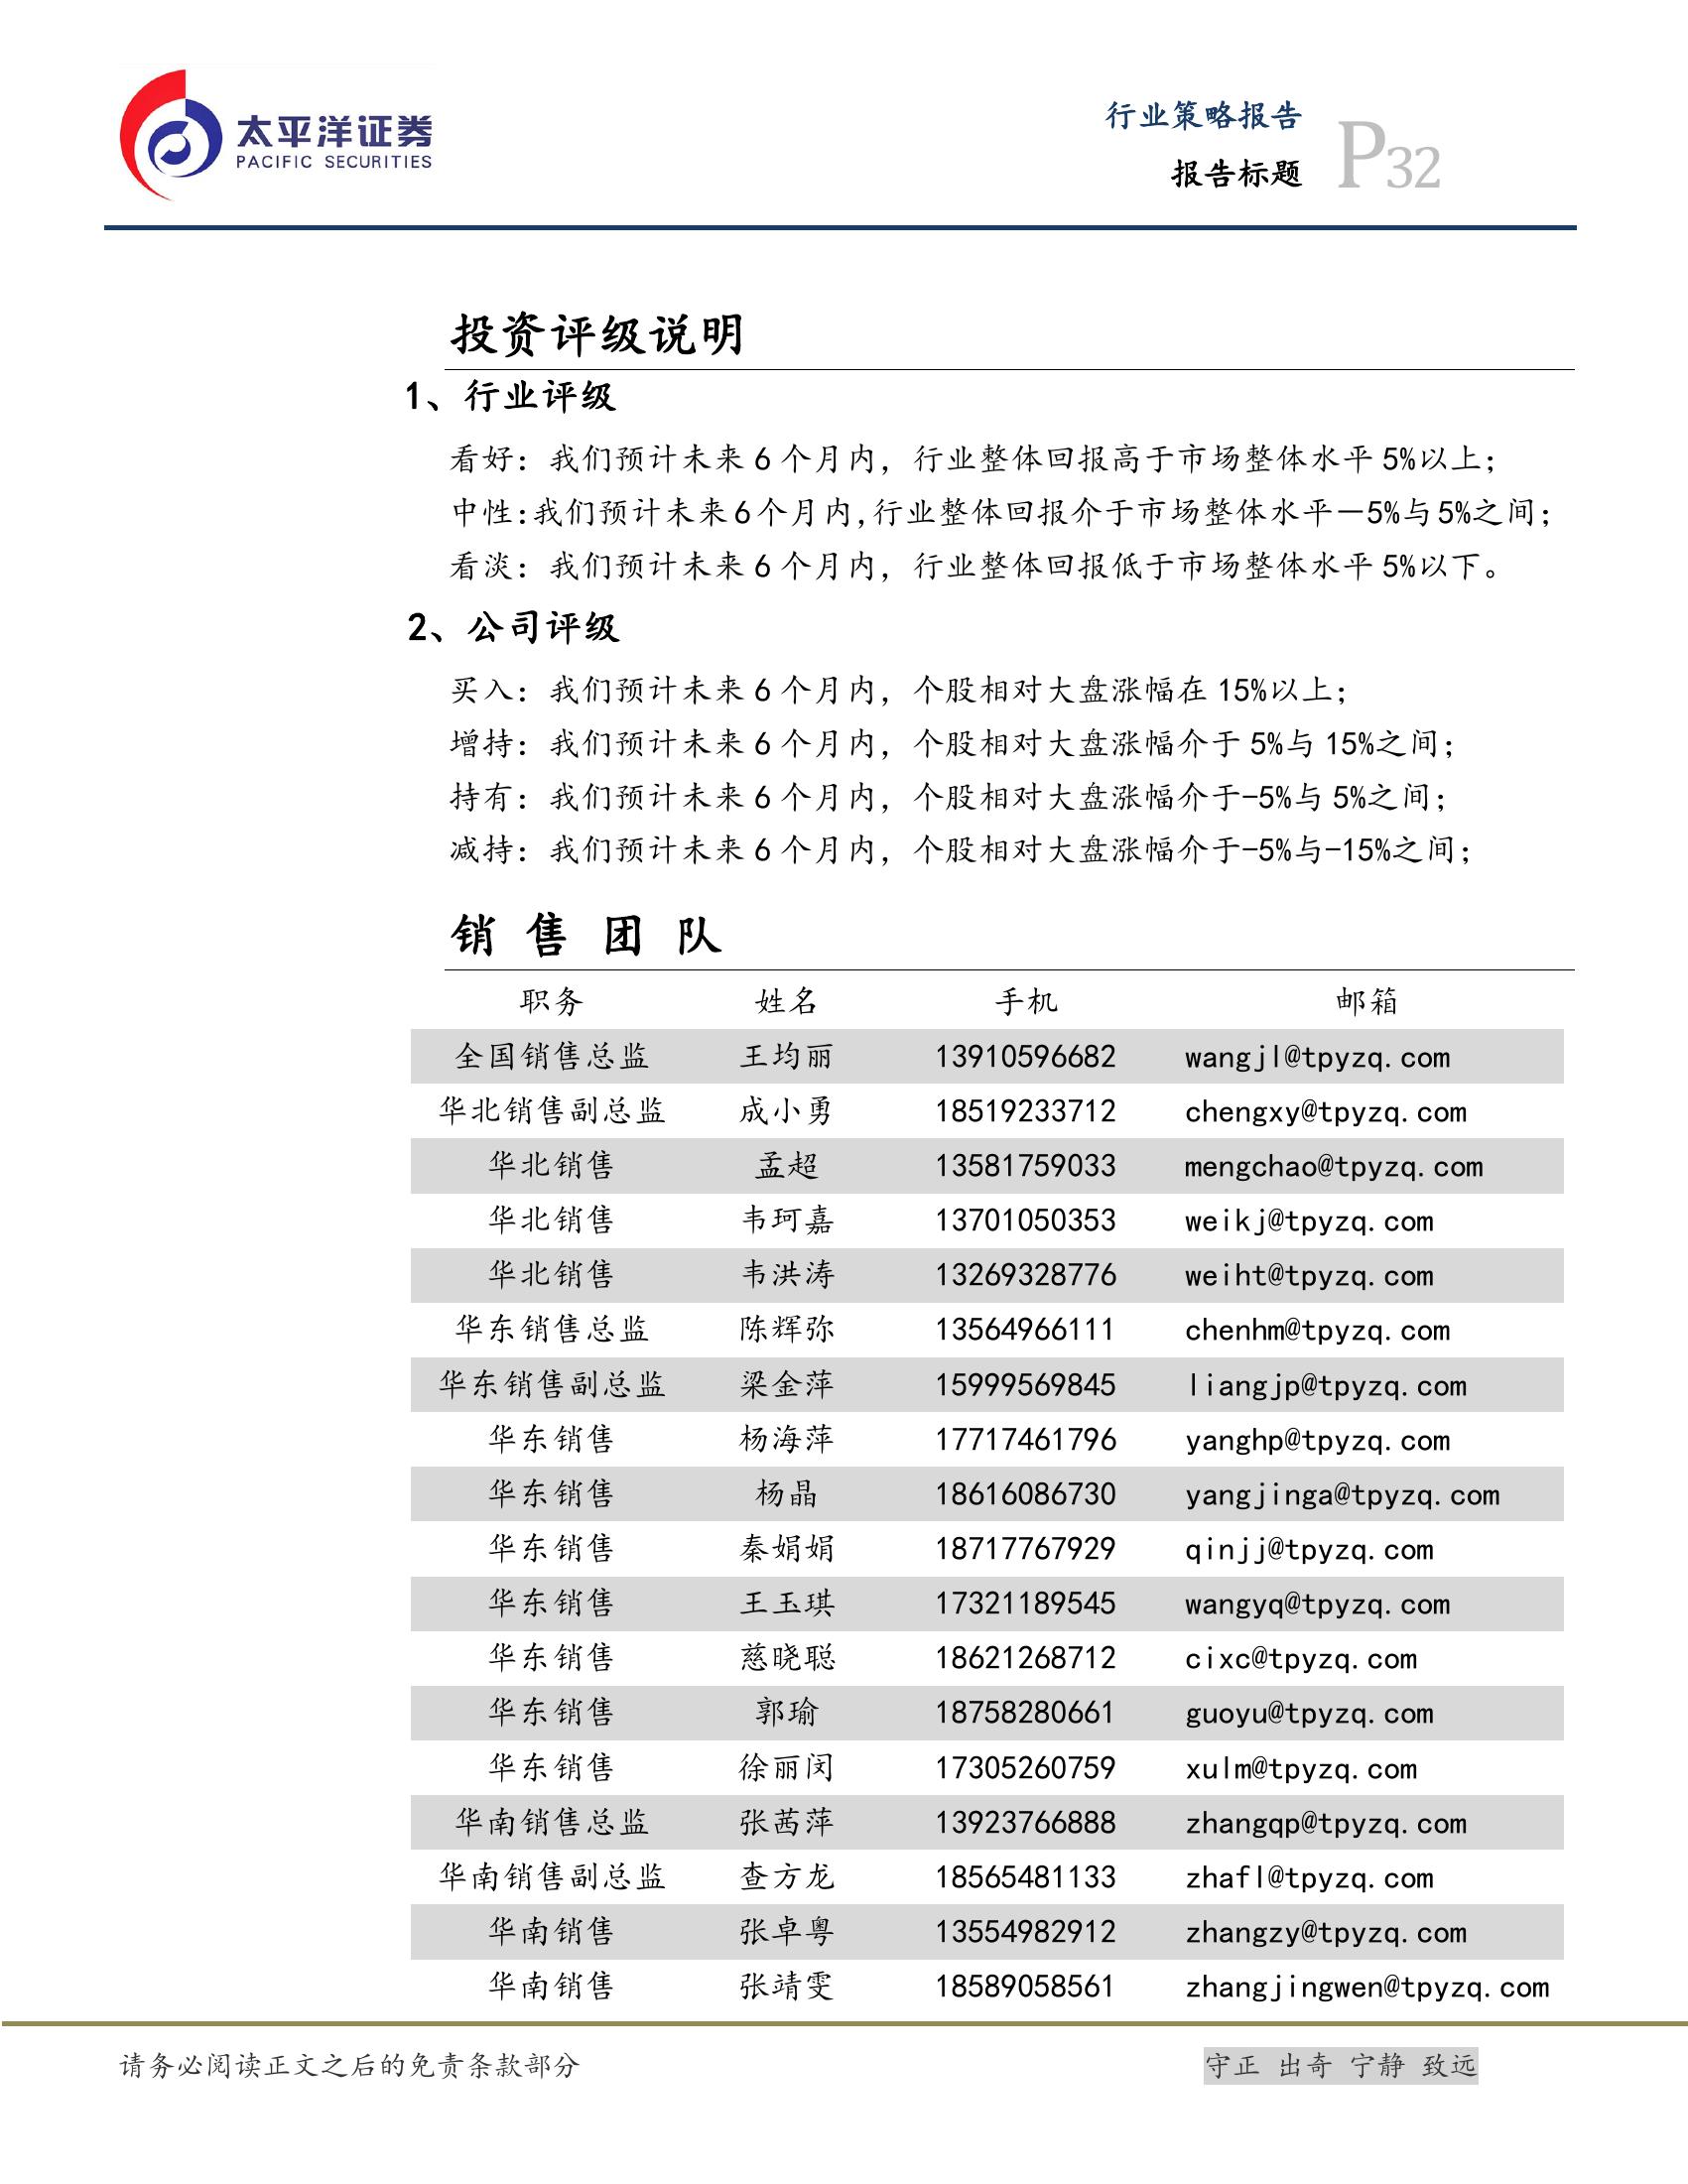 太平洋证券
PACIFIC SECURITIES
行业策略报告
报告标题
P32
投资评级说明
1、行业评级
看好：我们预计未来 6 个月内，行业整体回报高于市场整体水平 5%以上；
中性：我们预计未来 6 个月内，行业整体回报介于市场整体水平－5%与 5%之间；
看淡：我们预计未来 6 个月内，行业整体回报低于市场整体水平 5%以下。
2、公司评级
买入：我们预计未来 6 个月内，个股相对大盘涨幅在 15%以上；
增持：我们预计未来 6 个月内，个股相对大盘涨幅介于 5%与 15%之间；
持有：我们预计未来 6 个月内，个股相对大盘涨幅介于-5%与 5%之间；
减持：我们预计未来 6 个月内，个股相对大盘涨幅介于-5%与-15%之间；
销 售 团 队
职务 姓名 手机 邮箱
全国销售总监 王均丽 13910596682 wangjl@tpyzq.com
华北销售副总监 成小勇 18519233712 chengxy@tpyzq.com
华北销售 孟超 13581759033 mengchao@tpyzq.com
华北销售 韦珂嘉 13701050353 weikj@tpyzq.com
华北销售 韦洪涛 13269328776 weiht@tpyzq.com
华东销售总监 陈辉弥 13564966111 chenhm@tpyzq.com
华东销售副总监 梁金萍 15999569845 liangjp@tpyzq.com
华东销售 杨海萍 17717461796 yanghp@tpyzq.com
华东销售 杨晶 18616086730 yangjinga@tpyzq.com
华东销售 秦娟娟 18717767929 qinjj@tpyzq.com
华东销售 王玉琪 17321189545 wangyq@tpyzq.com
华东销售 慈晓聪 18621268712 cixc@tpyzq.com
华东销售 郭瑜 18758280661 guoyu@tpyzq.com
华东销售 徐丽闵 17305260759 xulm@tpyzq.com
华南销售总监 张茜萍 13923766888 zhangqp@tpyzq.com
华南销售副总监 查方龙 18565481133 zhafl@tpyzq.com
华南销售 张卓粤 13554982912 zhangzy@tpyzq.com
华南销售 张靖雯 18589058561 zhangjingwen@tpyzq.com
请务必阅读正文之后的免责条款部分
守正 出奇 宁静 致远